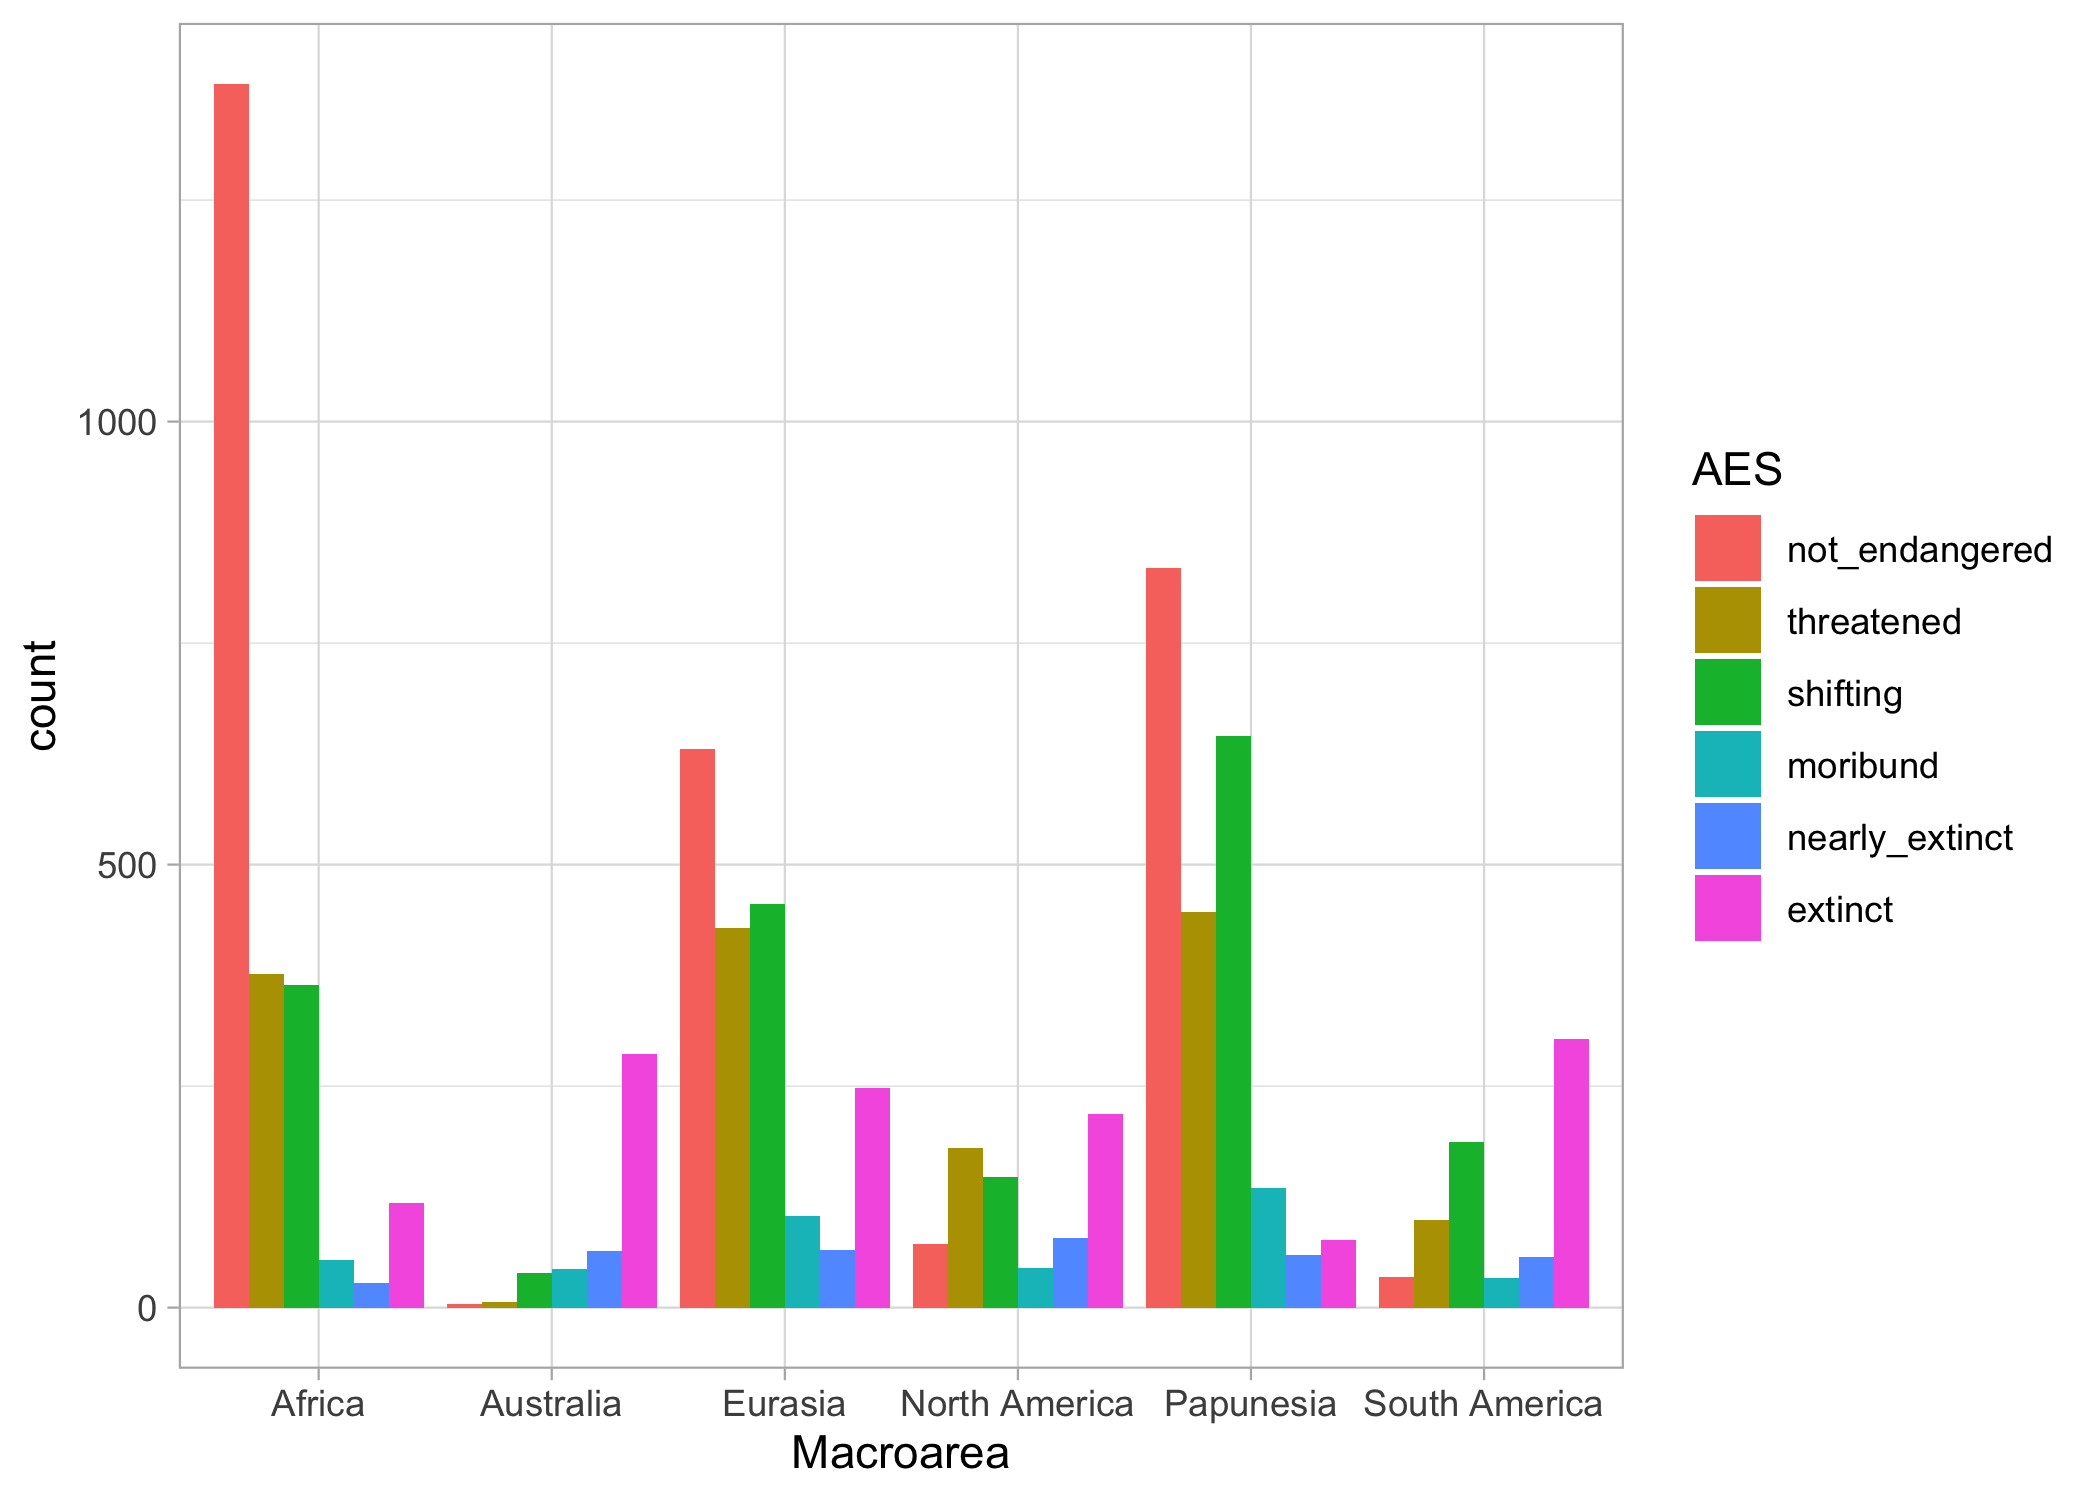 count
1000
500
0
Africa
Australia
Eurasia
North America
Papunesia
South America
Macroarea
AES
not_endangered
threatened
shifting
moribund
nearly_extinct
extinct